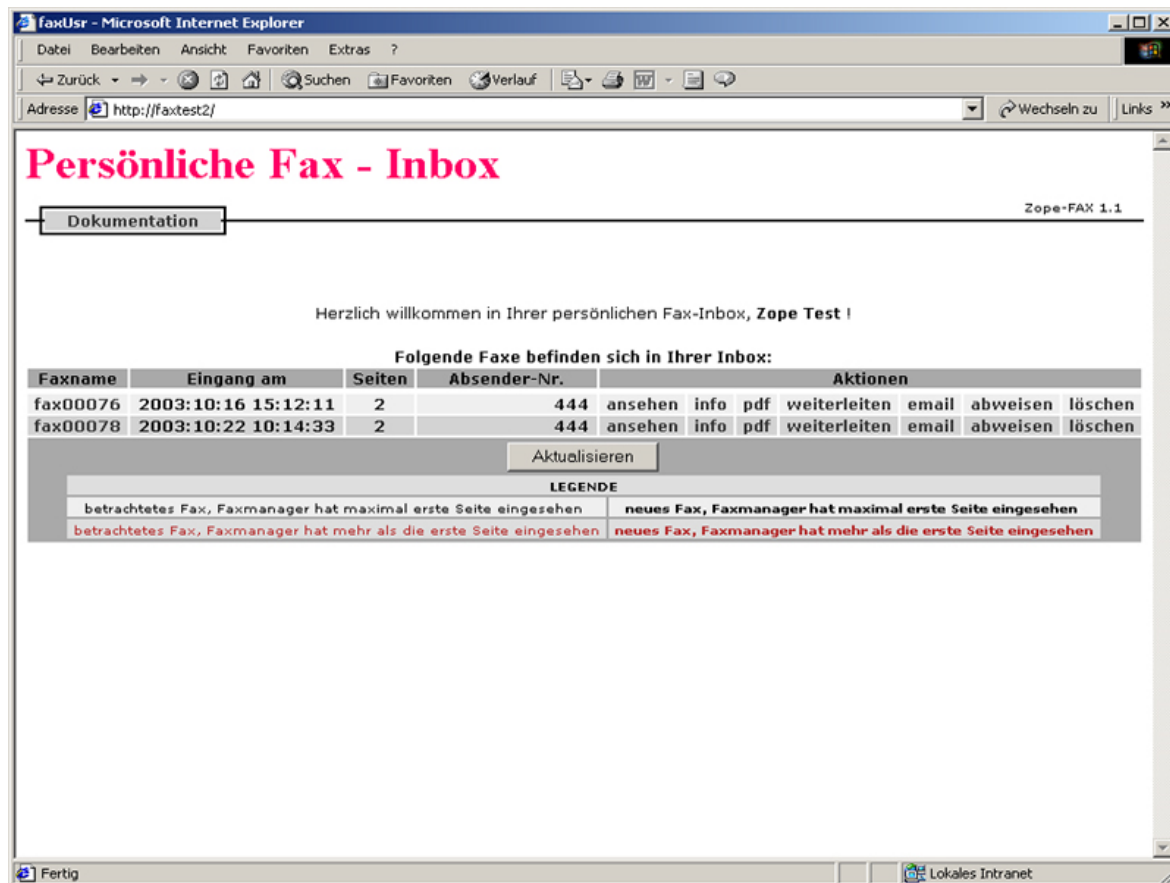 faxUsr - Microsoft Internet Explorer
Datei Bearbeiten Ansicht Favoriten Extras ?
Zurück Suchen Favoriten Verlauf
Adresse http://faxtest2/ Wechseln zu Links »
Persönliche Fax - Inbox
Zope-FAX 1.1
Dokumentation
Herzlich willkommen in Ihrer persönlichen Fax-Inbox, Zope Test !
Folgende Faxe befinden sich in Ihrer Inbox:
Faxname Eingang am Seiten Absender-Nr. Aktionen
fax00076 2003:10:16 15:12:11 2 444 ansehen info pdf weiterleiten email abweisen löschen
fax00078 2003:10:22 10:14:33 2 444 ansehen info pdf weiterleiten email abweisen löschen
Aktualisieren
LEGENDE
betrachtetes Fax, Faxmanager hat maximal erste Seite eingesehen neues Fax, Faxmanager hat maximal erste Seite eingesehen
betrachtetes Fax, Faxmanager hat mehr als die erste Seite eingesehen neues Fax, Faxmanager hat mehr als die erste Seite eingesehen
Fertig Lokales Intranet